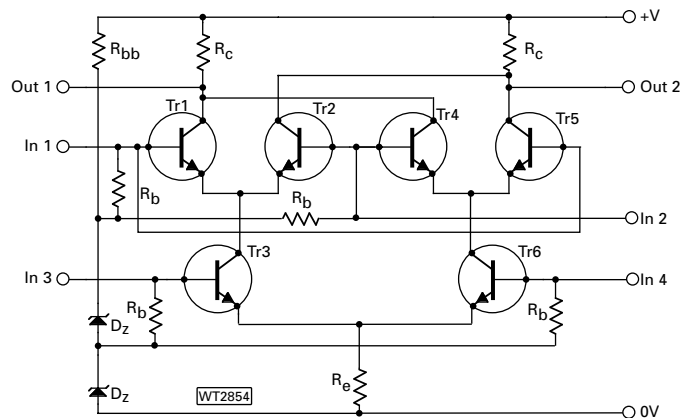 +V
Rbb
Rc
Rc
Out 1
Out 2
Tr1
Tr2
Tr4
Tr5
In 1
Rb
Rb
In 2
Tr3
Tr6
In 3
In 4
Rb
Rb
Dz
Re
Dz
WT2854
0V